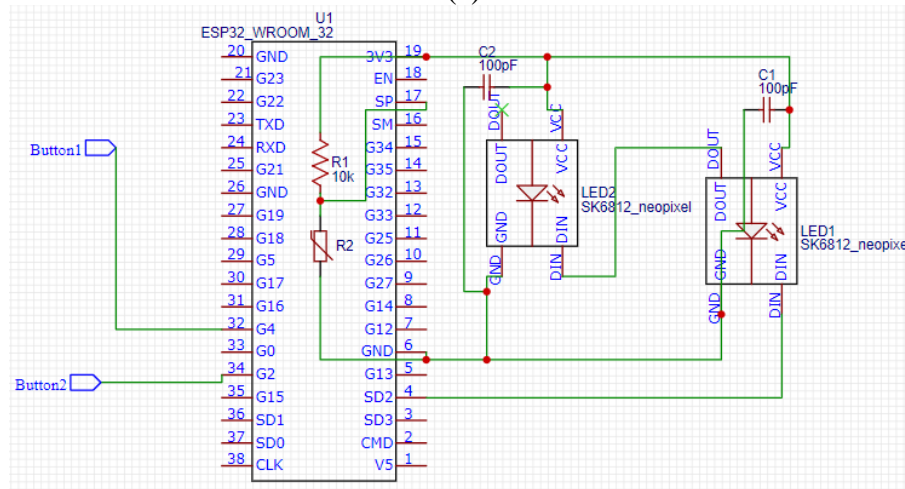 U1
ESP32_WROOM_32
20 GND
21 G23
22 G22
23 TXD
24 RXD
25 G21
26 GND
27 G19
28 G18
29 G5
30 G17
31 G16
32 G4
33 G0
34 G2
35 G15
36 SD1
37 SD0
38 CLK
3V3 19
EN 18
SP 17
SM 16
G34 15
G35 14
G32 13
G33 12
G25 11
G26 10
G27 9
G14 8
G12 7
GND 6
G13 5
SD2 4
SD3 3
CMD 2
V5 1
R1
10k
R2
Button1
Button2
C2
100pF
DOUT
VCC
DOUT
VCC
GND
DIN
GND
DIN
LED2
SK6812_neopixel
C1
100pF
DOUT
VCC
DOUT
VCC
GND
DIN
GND
DIN
LED1
SK6812_neopixe